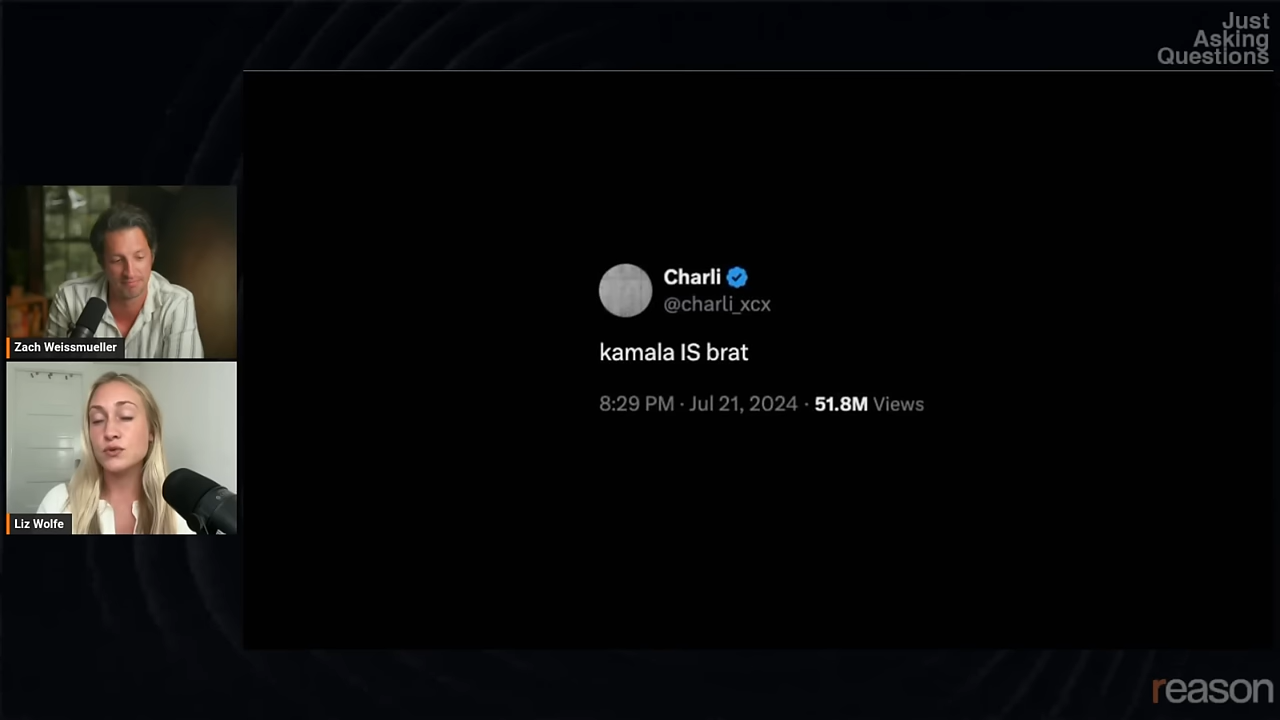 Just
Asking
Questions
Zach Weissmueller
Liz Wolfe
Charli
@charli_xcx
kamala IS brat
8:29 PM · Jul 21, 2024 · 51.8M Views
reason